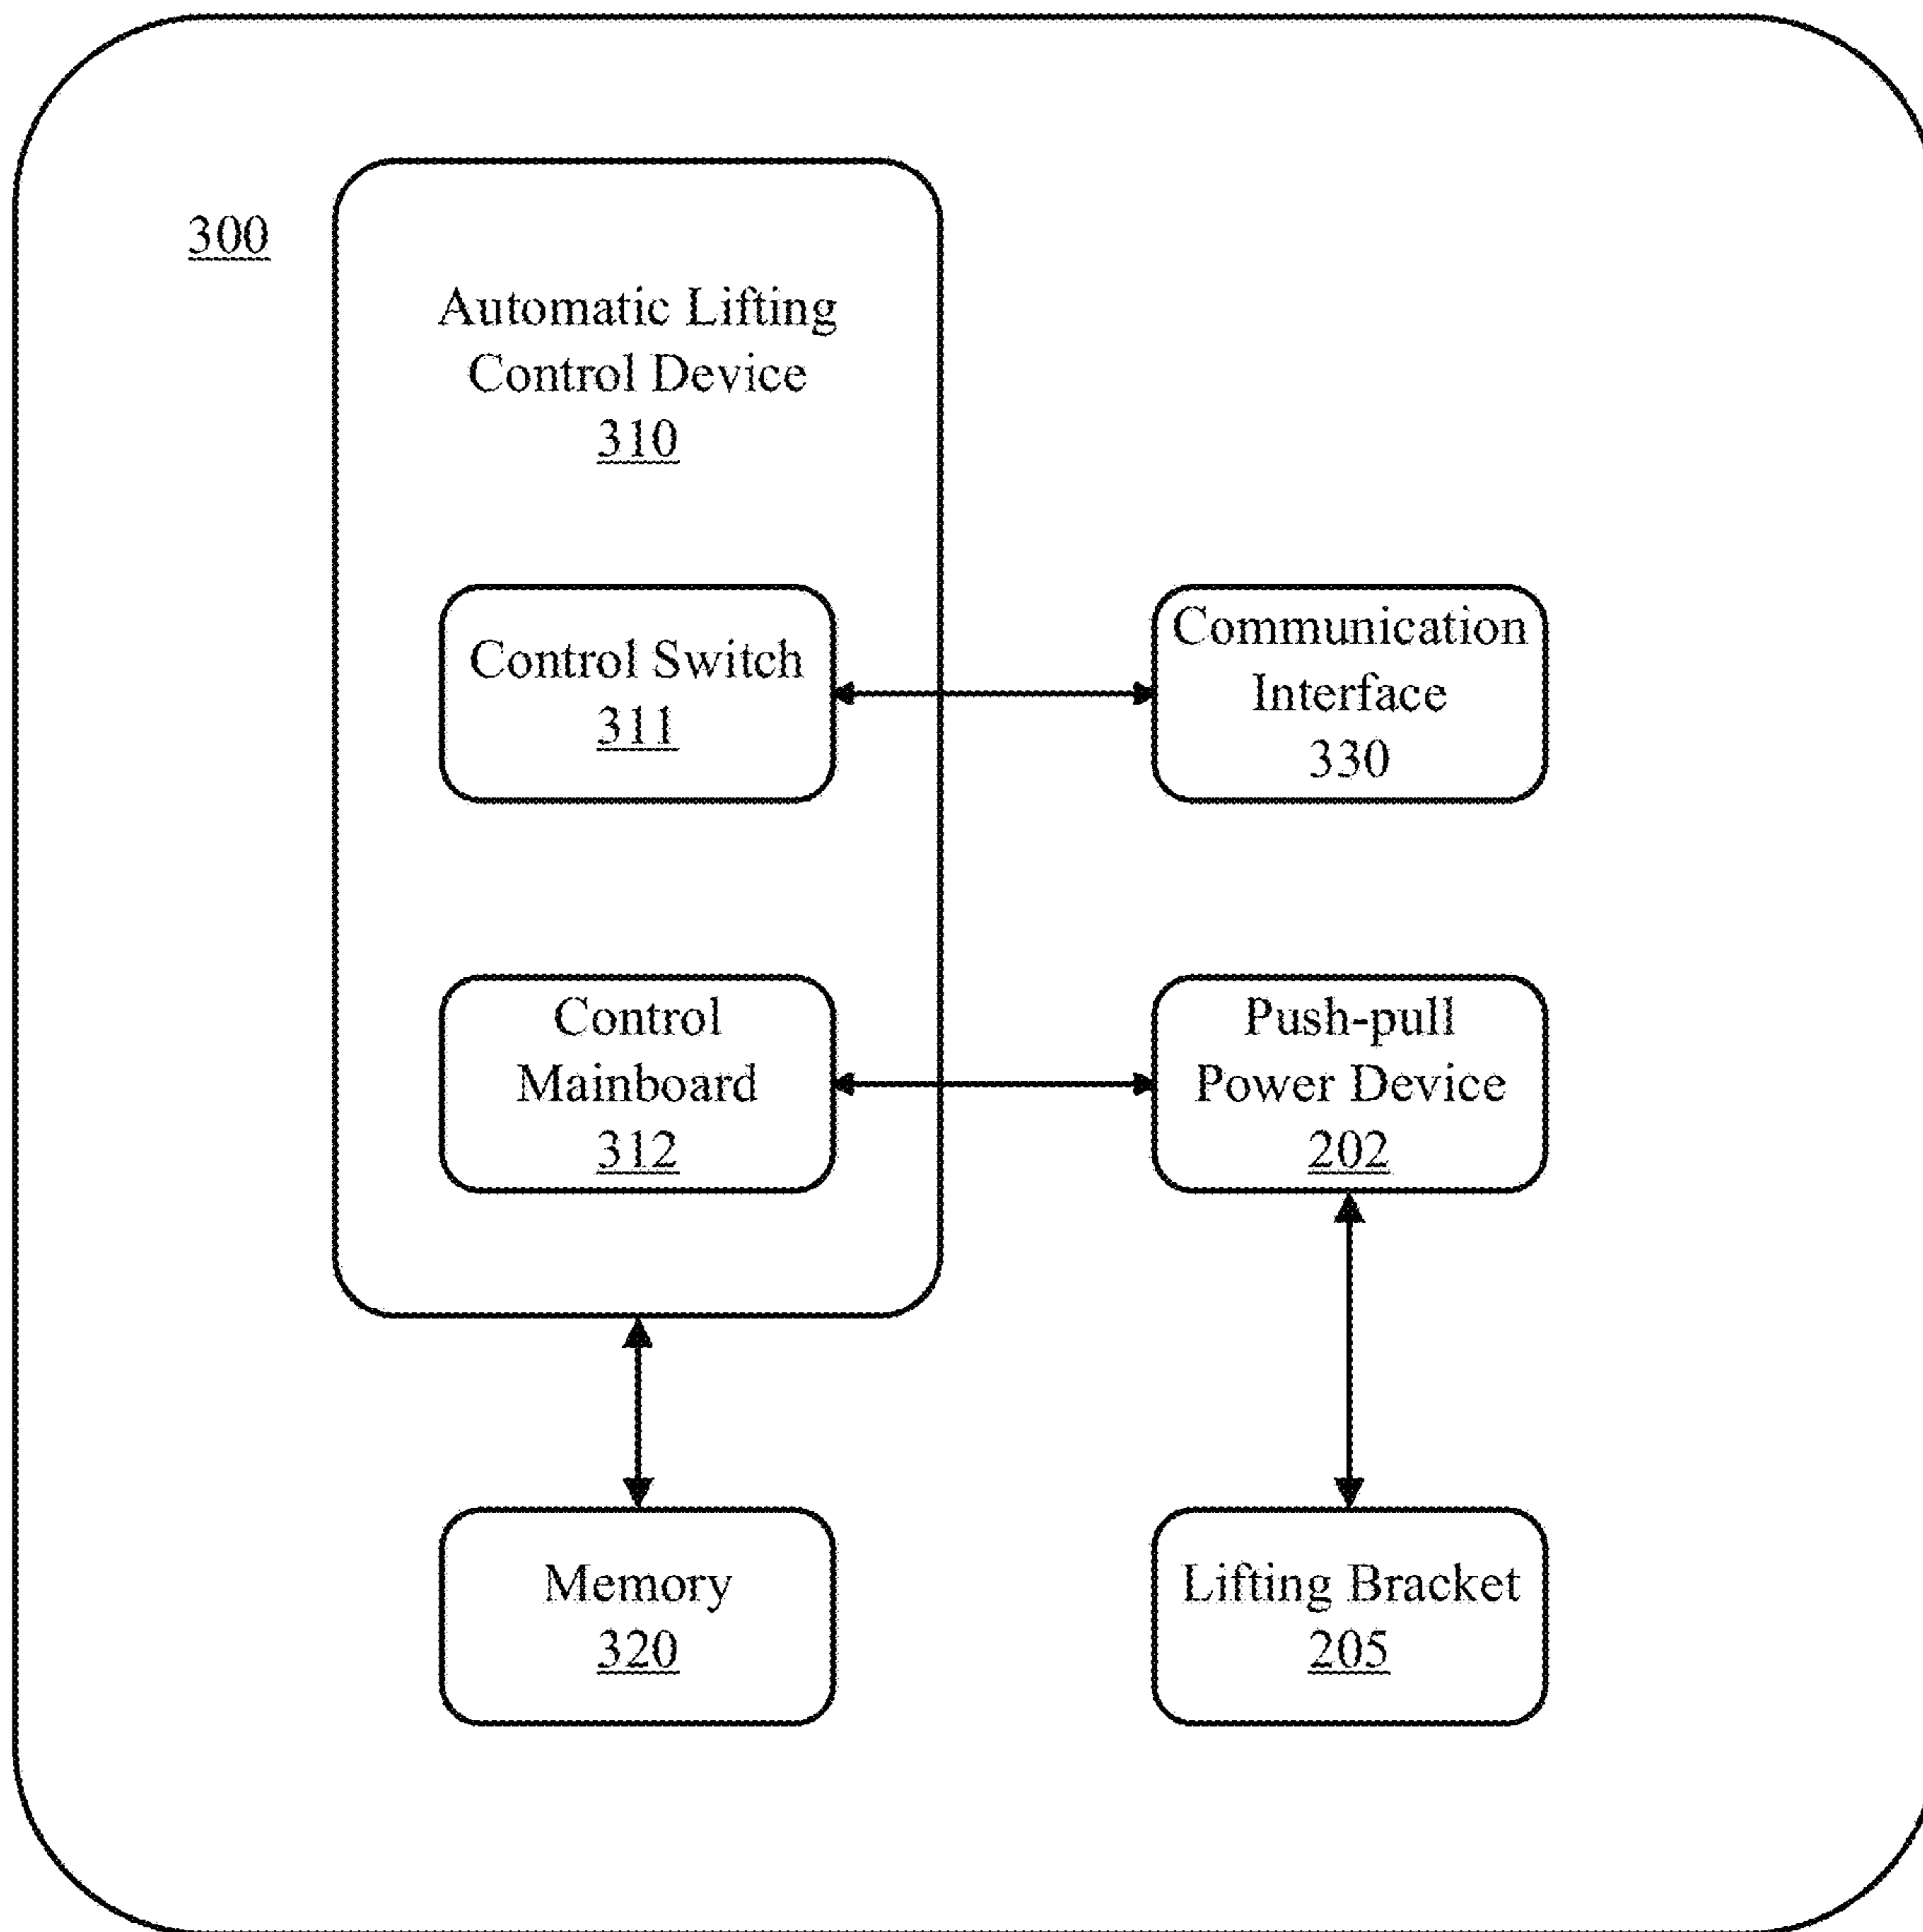 300
Automatic Lifting
Control Device
310
Control Switch
311
Communication
Interface
330
Control
Mainboard
312
Push-pull
Power Device
202
Memory
320
Lifting Bracket
205